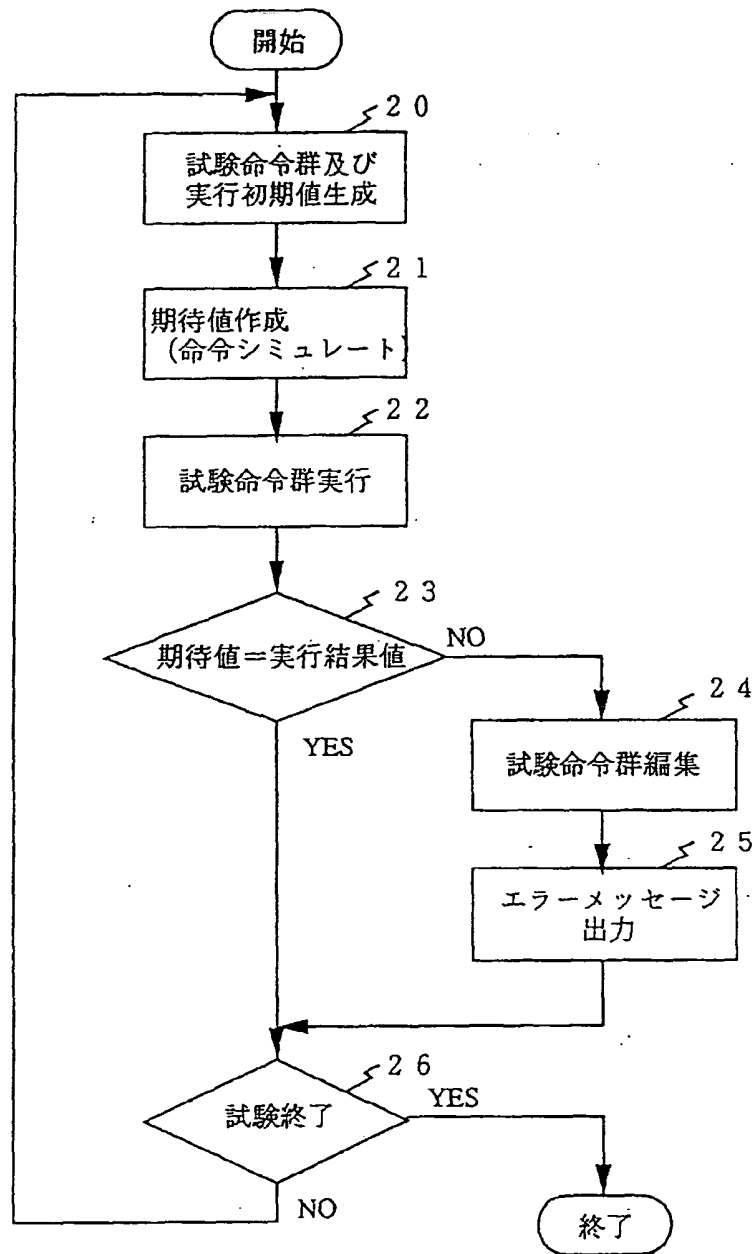 開始
20
試験命令群及び
実行初期値生成
21
期待値作成
(命令シミュレート)
22
試験命令群実行
23
期待値＝実行結果値
NO
YES
24
試験命令群編集
25
エラーメッセージ
出力
26
試験終了
YES
NO
終了